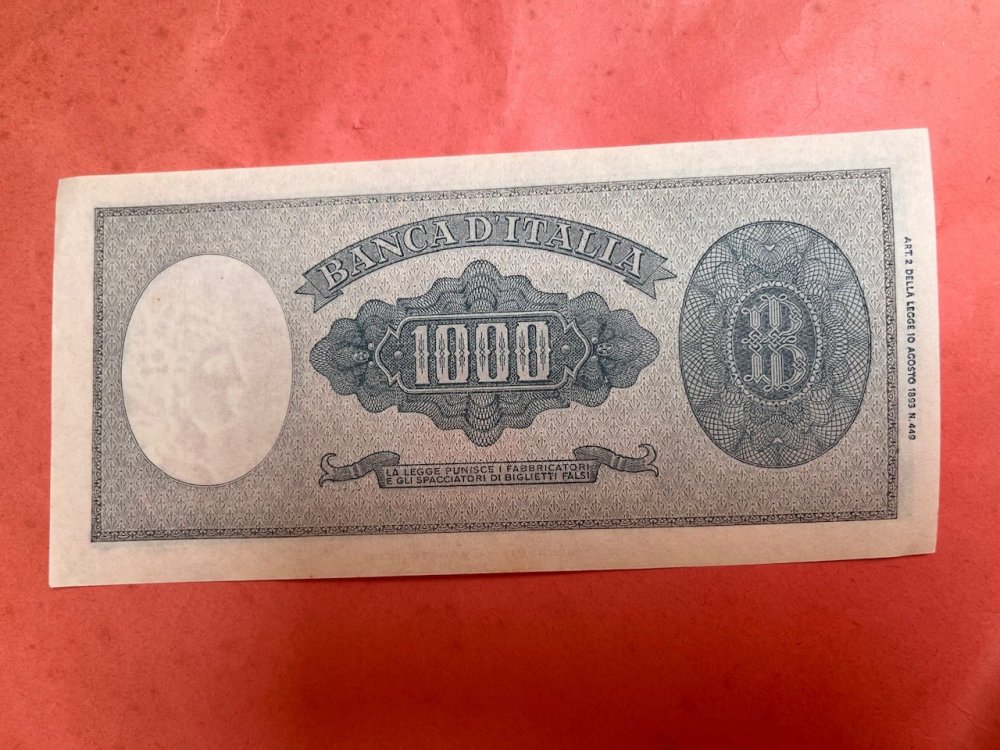 BANCA D'ITALIA
1000
LA LEGGE PUNISCE I FABBRICATORI
E GLI SPACCIATORI DI BIGLIETTI FALSI
ART. 2 DELLA LEGGE 10 AGOSTO 1893 N. 449